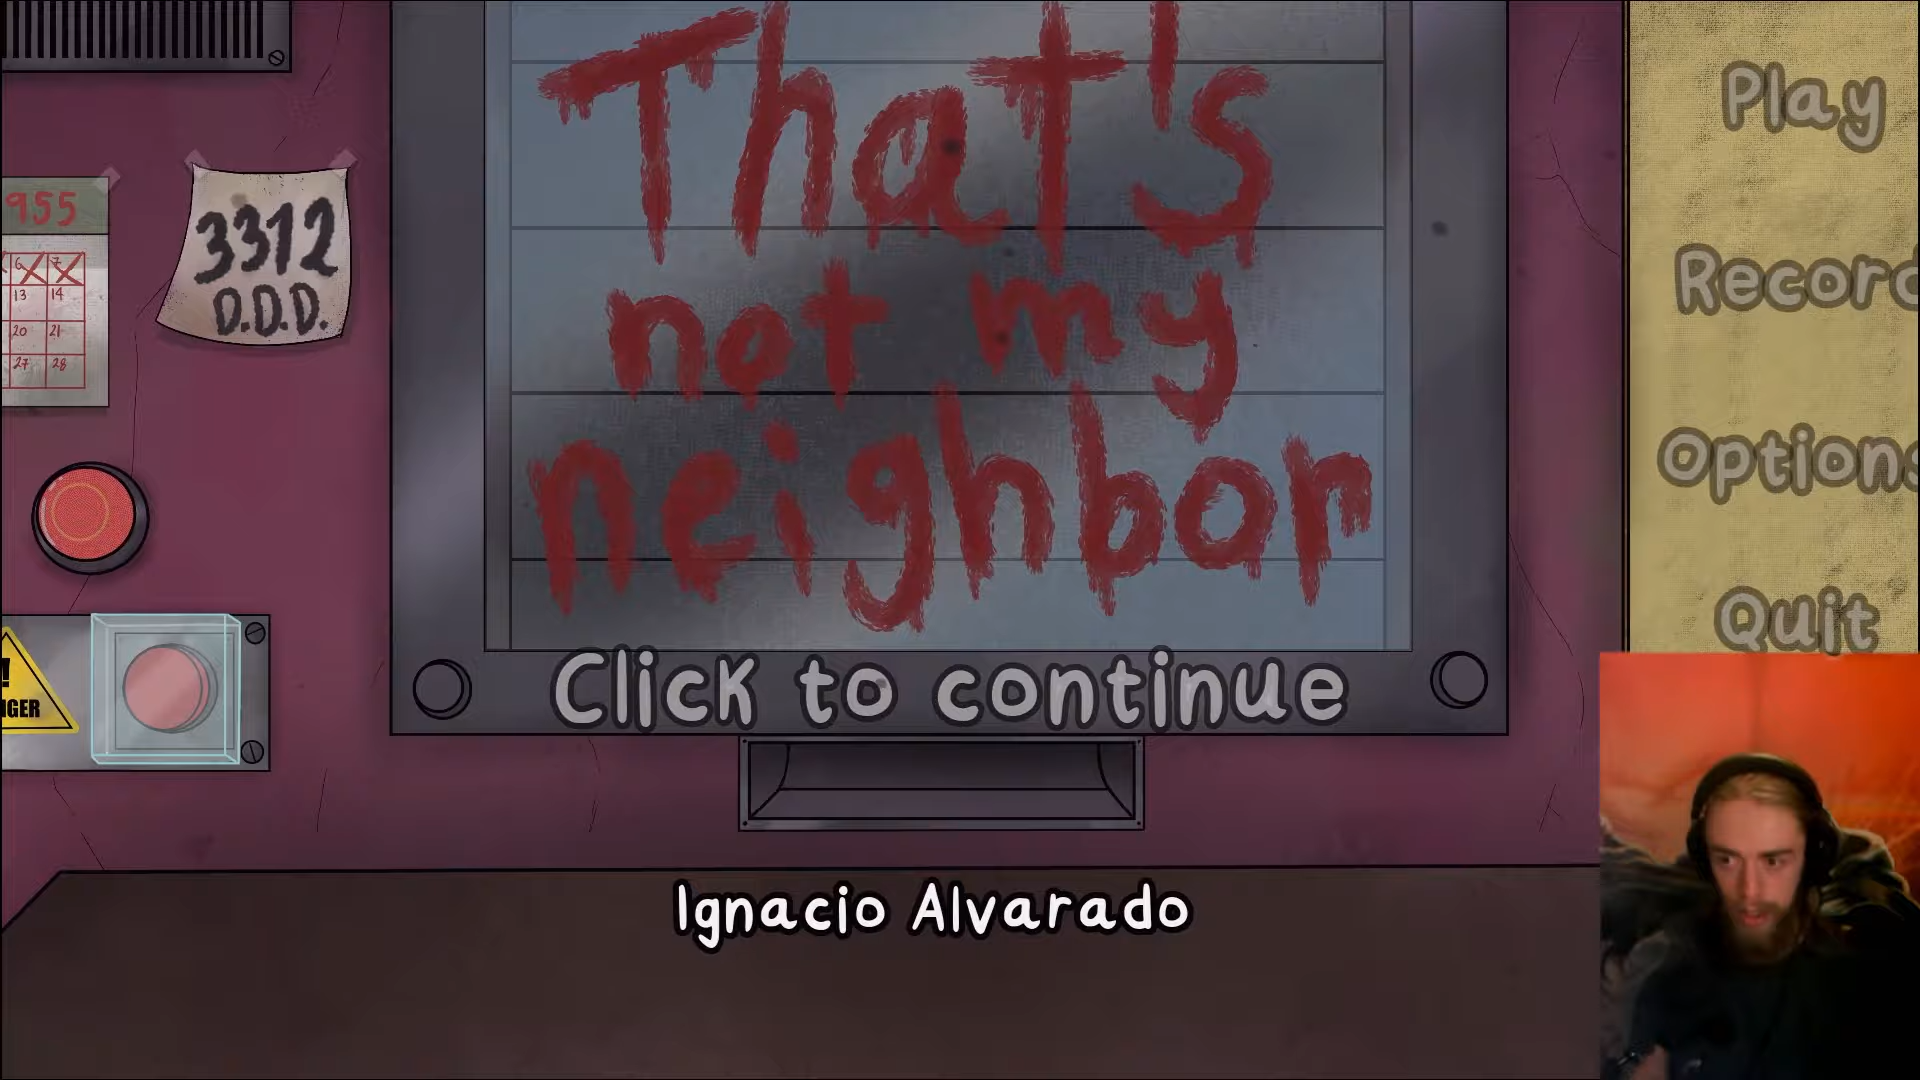 955
6 7
13 14
20 21
27 28
3312
D.D.D.
!
NGER
That's
not my
neighbor
Click to continue
Ignacio Alvarado
Play
Record
Options
Quit